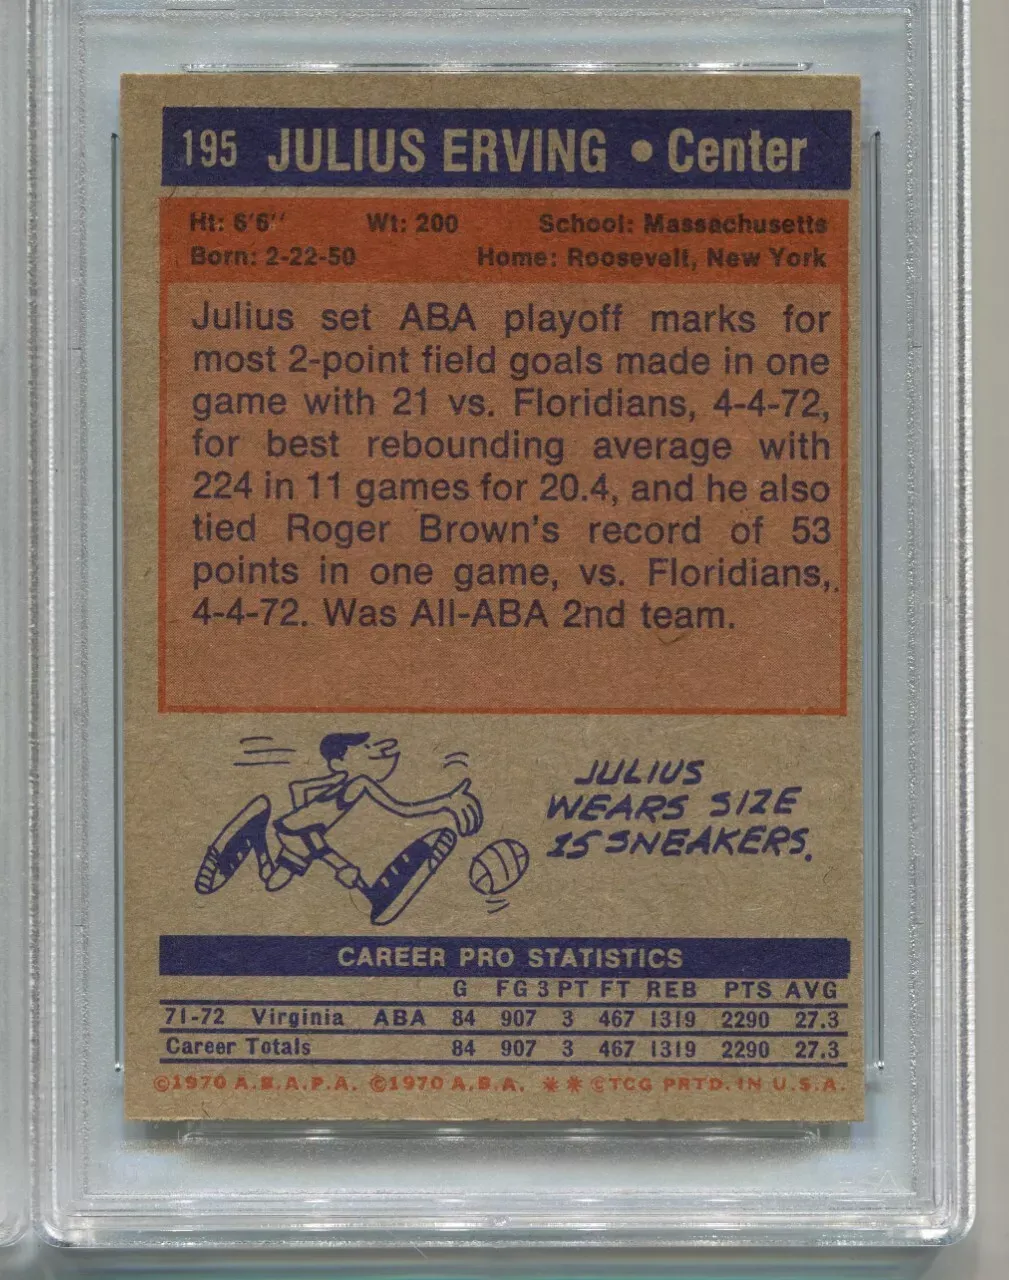 195 JULIUS ERVING • Center
Ht: 6'6'' Wt: 200 School: Massachusetts
Born: 2-22-50 Home: Roosevelt, New York
Julius set ABA playoff marks for
most 2-point field goals made in one
game with 21 vs. Floridians, 4-4-72,
for best rebounding average with
224 in 11 games for 20.4, and he also
tied Roger Brown's record of 53
points in one game, vs. Floridians,.
4-4-72. Was All-ABA 2nd team.
JULIUS
WEARS SIZE
15 SNEAKERS.
CAREER PRO STATISTICS
G FG 3 PT FT REB PTS AVG
71-72 Virginia ABA 84 907 3 467 1319 2290 27.3
Career Totals 84 907 3 467 1319 2290 27.3
©1970 A.B.A.P.A. ©1970 A.B.A. ** ©TCG PRTD. IN U.S.A.